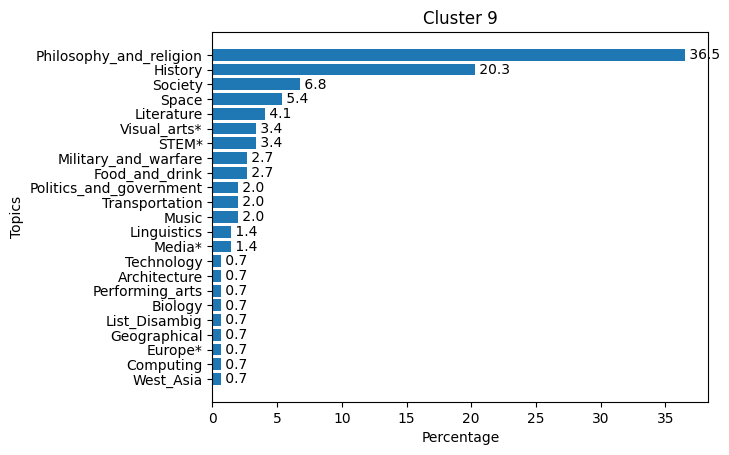 Cluster 9
Philosophy_and_religion 36.5
History 20.3
Society 6.8
Space 5.4
Literature 4.1
Visual_arts* 3.4
STEM* 3.4
Military_and_warfare 2.7
Food_and_drink 2.7
Politics_and_government 2.0
Transportation 2.0
Music 2.0
Linguistics 1.4
Media* 1.4
Technology 0.7
Architecture 0.7
Performing_arts 0.7
Biology 0.7
List_Disambig 0.7
Geographical 0.7
Europe* 0.7
Computing 0.7
West_Asia 0.7
Topics
0 5 10 15 20 25 30 35
Percentage